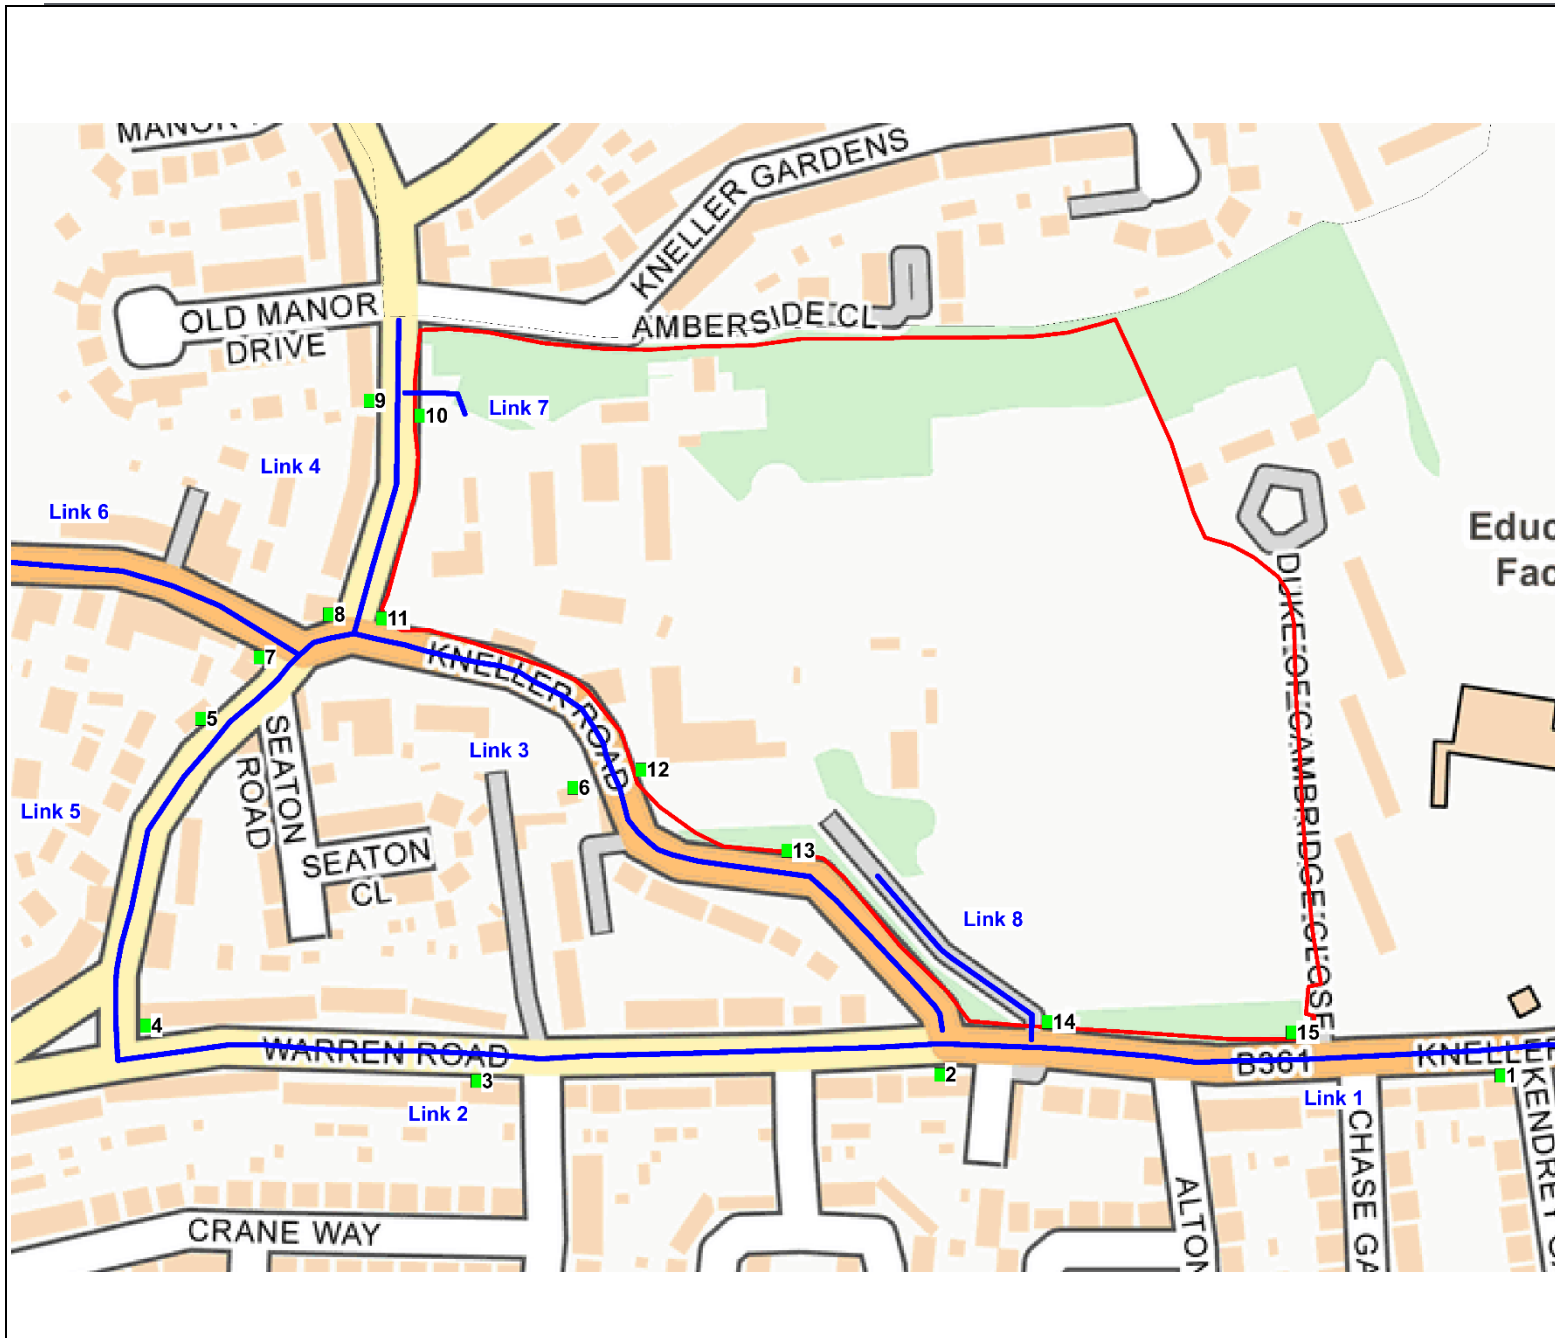 MANOR
KNELLER GARDENS
OLD MANOR
DRIVE
AMBERSIDE CL
9
10
Link 7
Link 4
Link 6
Educ
Fac
8
11
7
KNELLER ROAD
DUKE OF CAMBRIDGE CLOSE
5
SEATON
ROAD
Link 3
12
6
Link 5
SEATON
CL
13
Link 8
4
14
15
WARREN ROAD
B361
KNELLE
3
2
1
Link 2
Link 1
KENDREY
CHASE GA
ALTON
CRANE WAY